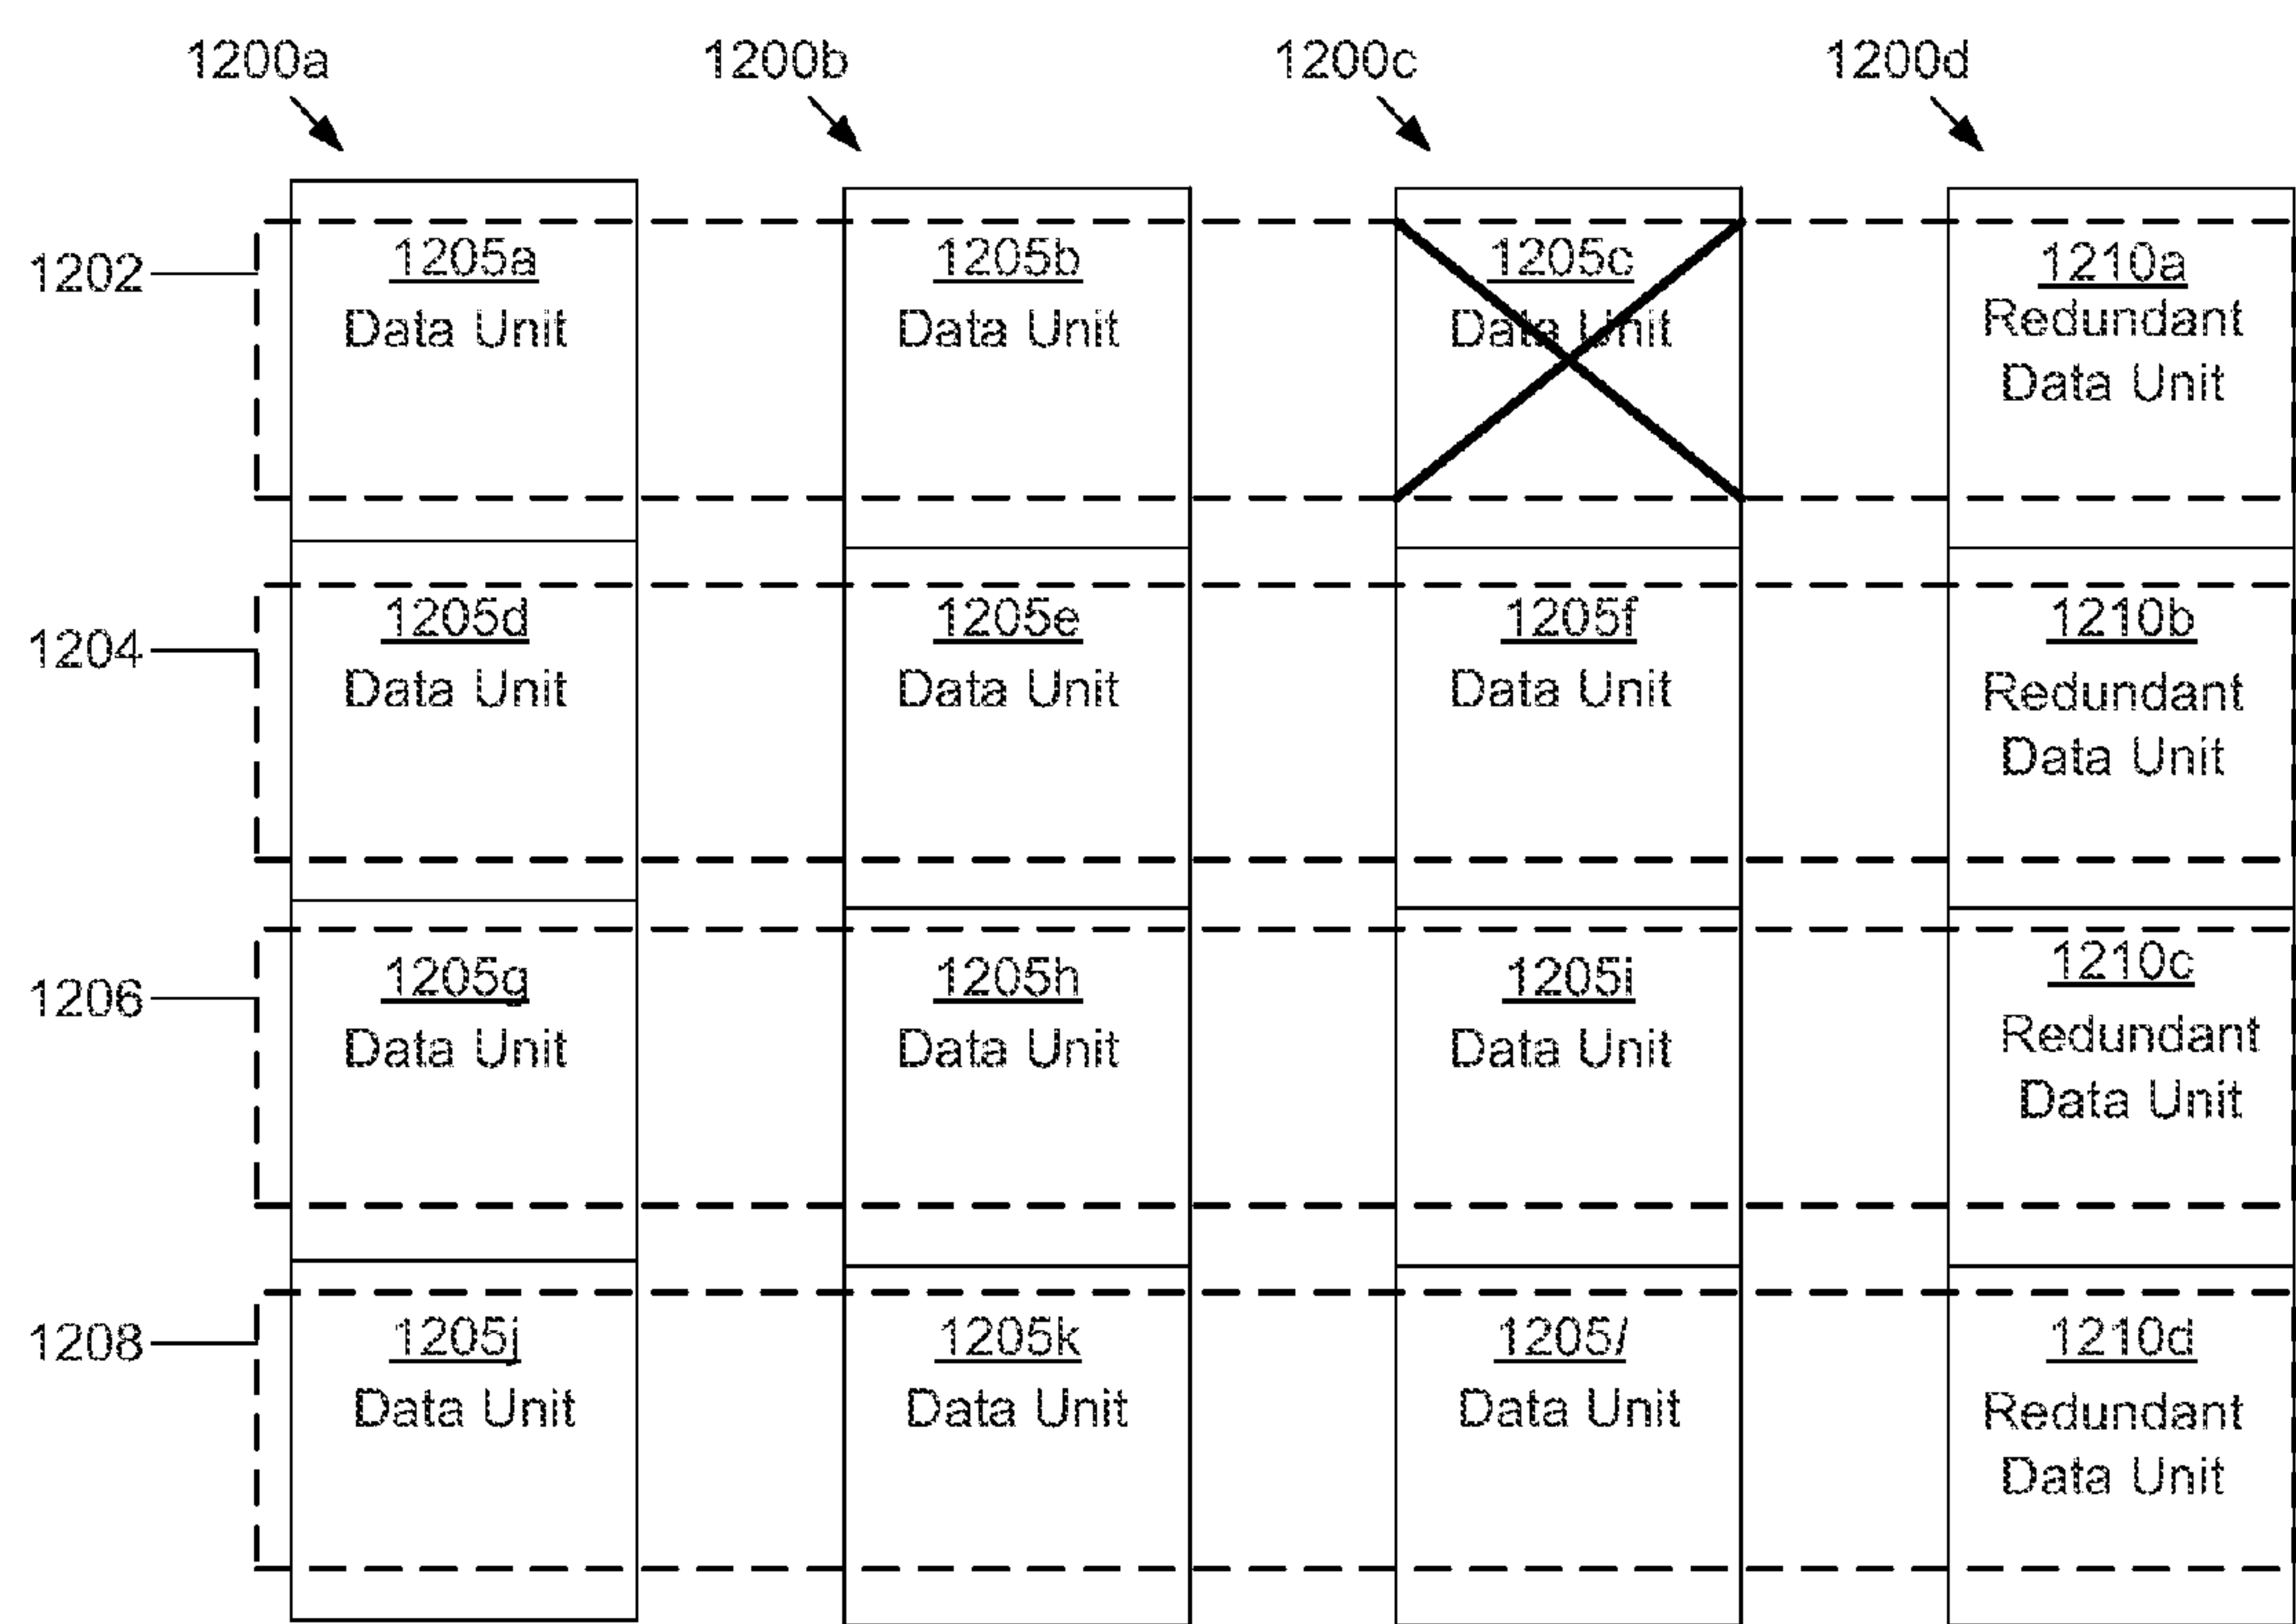 1200a 1200b 1200c 1200d
1202 1205a 1205b 1205c 1210a
Data Unit Data Unit Data Unit Redundant
Data Unit
1204 1205d 1205e 1205f 1210b
Data Unit Data Unit Data Unit Redundant
Data Unit
1206 1205g 1205h 1205i 1210c
Data Unit Data Unit Data Unit Redundant
Data Unit
1208 1205j 1205k 1205l 1210d
Data Unit Data Unit Data Unit Redundant
Data Unit